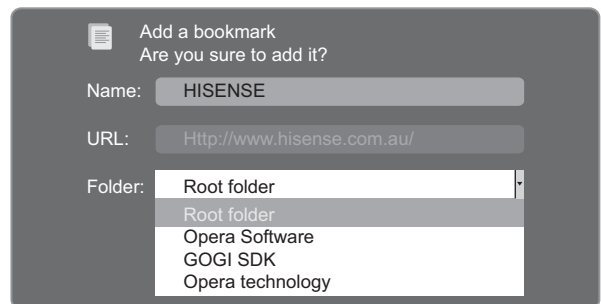 Add a bookmark
Are you sure to add it?
Name: HISENSE
URL: Http://www.hisense.com.au/
Folder: Root folder
Root folder
Opera Software
GOGI SDK
Opera technology